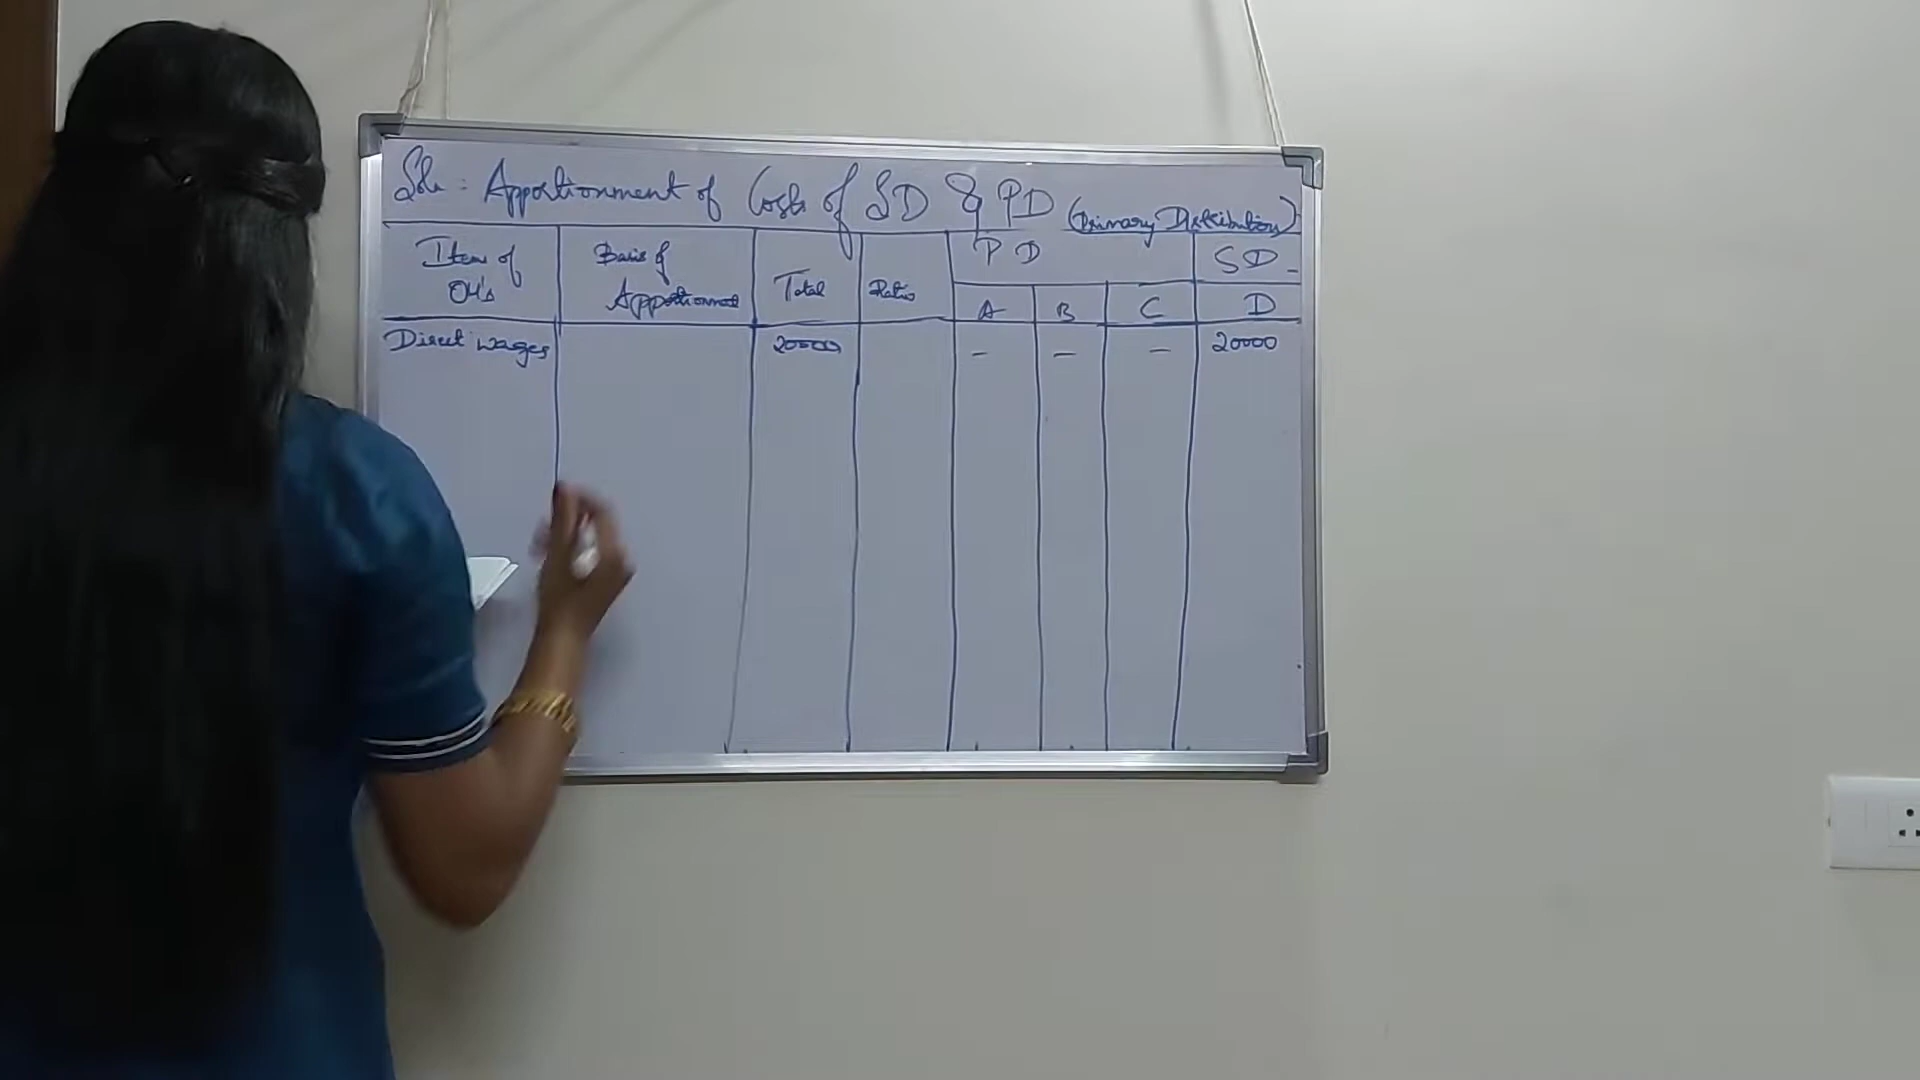 Soln : Apportionment of Costs of SD & PD (Primary Distribution)
Item of OH's Basis of Apportionment Total Ratio PD SD
A B C D
Direct wages 20000 - - - 20000